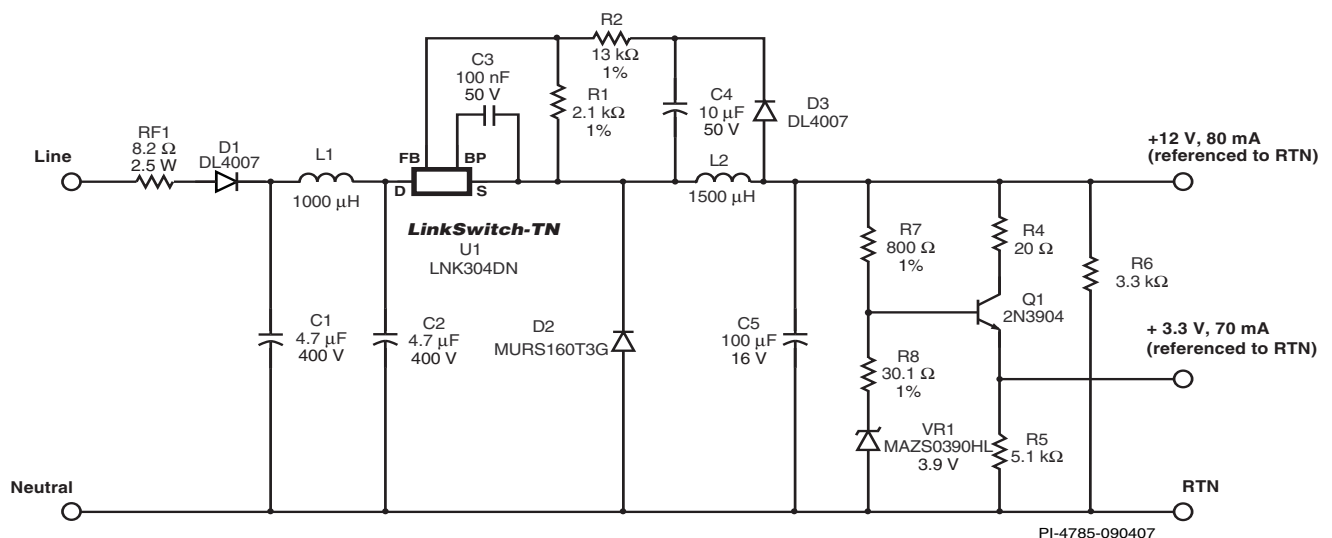 R2
13 kΩ
1%
C3
100 nF
50 V
R1
2.1 kΩ
1%
C4
10 μF
50 V
D3
DL4007
RF1
8.2 Ω
2.5 W
D1
DL4007
L1
1000 μH
Line
FB
BP
D
S
L2
1500 μH
+12 V, 80 mA
(referenced to RTN)
LinkSwitch-TN
U1
LNK304DN
R7
800 Ω
1%
R4
20 Ω
R6
3.3 kΩ
Q1
2N3904
C1
4.7 μF
400 V
C2
4.7 μF
400 V
D2
MURS160T3G
C5
100 μF
16 V
+ 3.3 V, 70 mA
(referenced to RTN)
R8
30.1 Ω
1%
VR1
MAZS0390HL
3.9 V
R5
5.1 kΩ
Neutral
RTN
PI-4785-090407